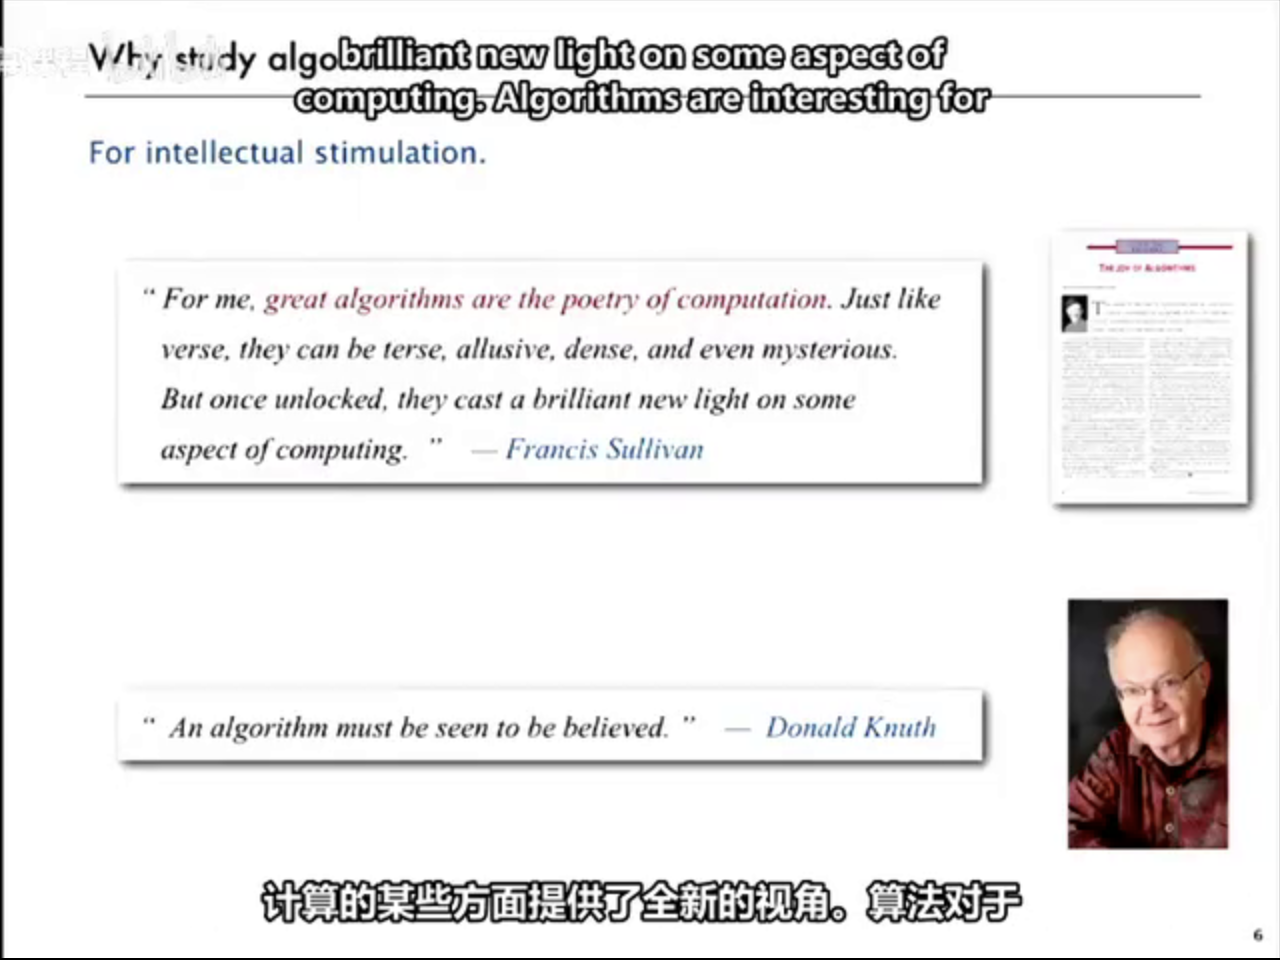 Why study algo
brilliant new light on some aspect of
computing. Algorithms are interesting for
For intellectual stimulation.
“ For me, great algorithms are the poetry of computation. Just like
verse, they can be terse, allusive, dense, and even mysterious.
But once unlocked, they cast a brilliant new light on some
aspect of computing. ” — Francis Sullivan
THE JOY OF ALGORITHMS
“ An algorithm must be seen to be believed. ” — Donald Knuth
计算的某些方面提供了全新的视角。算法对于
6